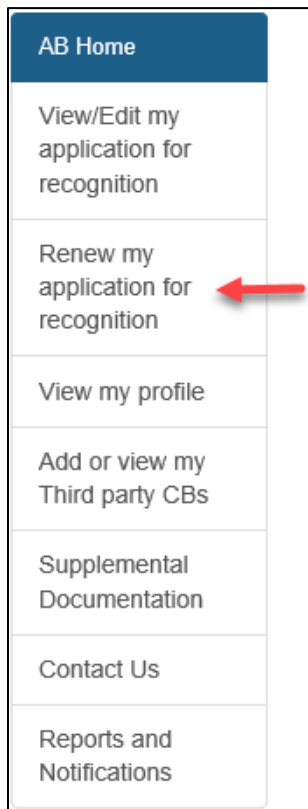 AB Home
View/Edit my
application for
recognition
Renew my
application for
recognition
View my profile
Add or view my
Third party CBs
Supplemental
Documentation
Contact Us
Reports and
Notifications